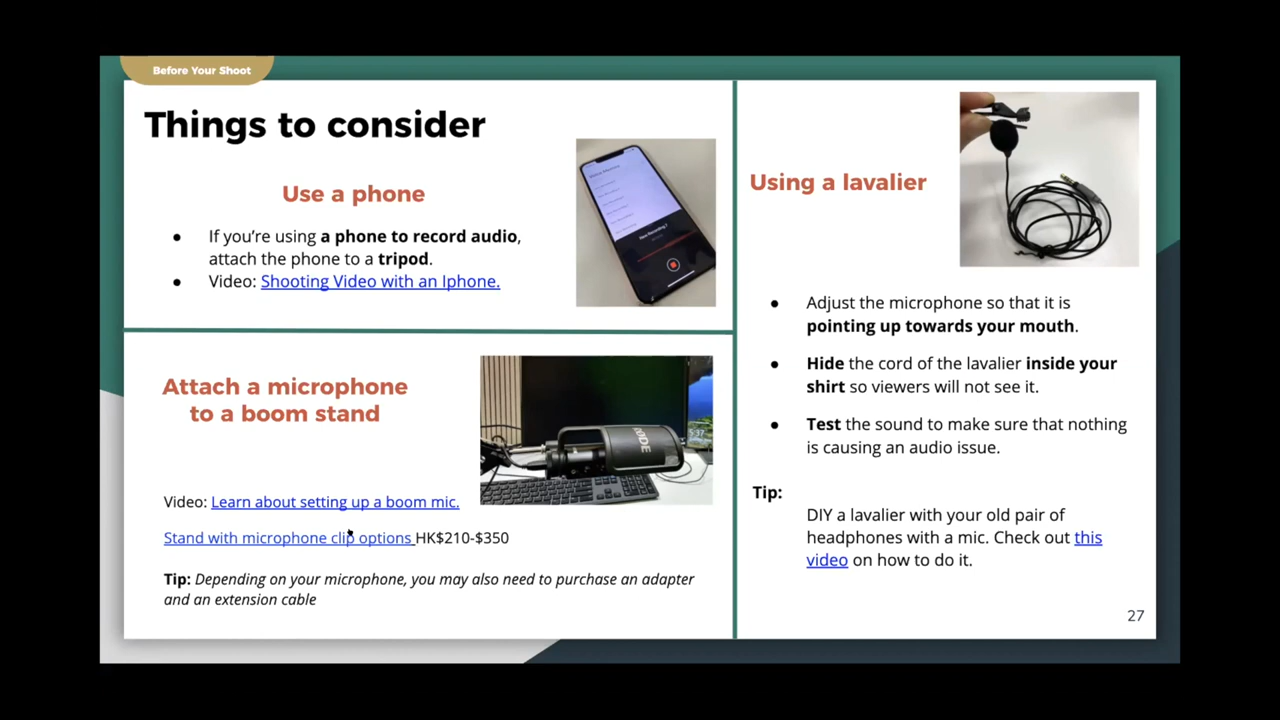 Before Your Shoot
Things to consider
Use a phone
● If you’re using a phone to record audio,
attach the phone to a tripod.
● Video: Shooting Video with an Iphone.
Attach a microphone
to a boom stand
RODE
5:37
Video: Learn about setting up a boom mic.
Stand with microphone clip options HK$210-$350
Tip: Depending on your microphone, you may also need to purchase an adapter
and an extension cable
Using a lavalier
● Adjust the microphone so that it is
pointing up towards your mouth.
● Hide the cord of the lavalier inside your
shirt so viewers will not see it.
● Test the sound to make sure that nothing
is causing an audio issue.
Tip:
DIY a lavalier with your old pair of
headphones with a mic. Check out this
video on how to do it.
27